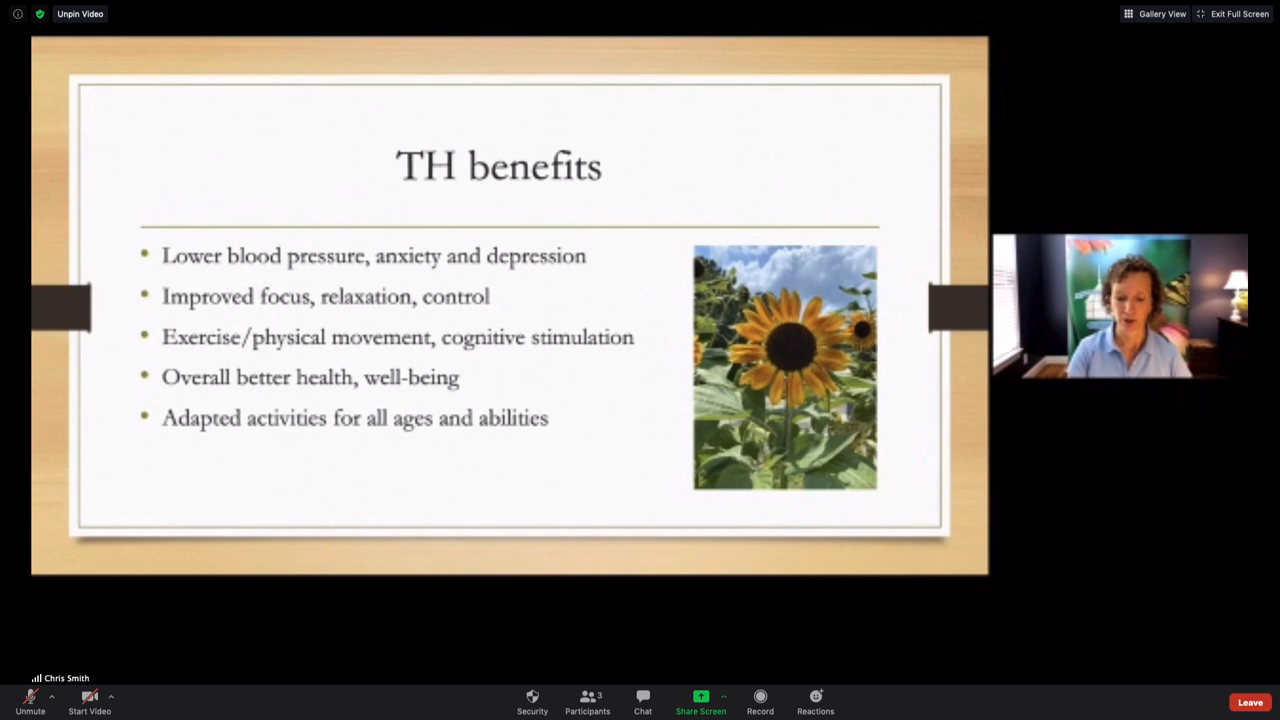 Unpin Video
Gallery View
Exit Full Screen
TH benefits
• Lower blood pressure, anxiety and depression
• Improved focus, relaxation, control
• Exercise/physical movement, cognitive stimulation
• Overall better health, well-being
• Adapted activities for all ages and abilities
Chris Smith
Unmute
Start Video
Security
Participants
3
Chat
Share Screen
Record
Reactions
Leave